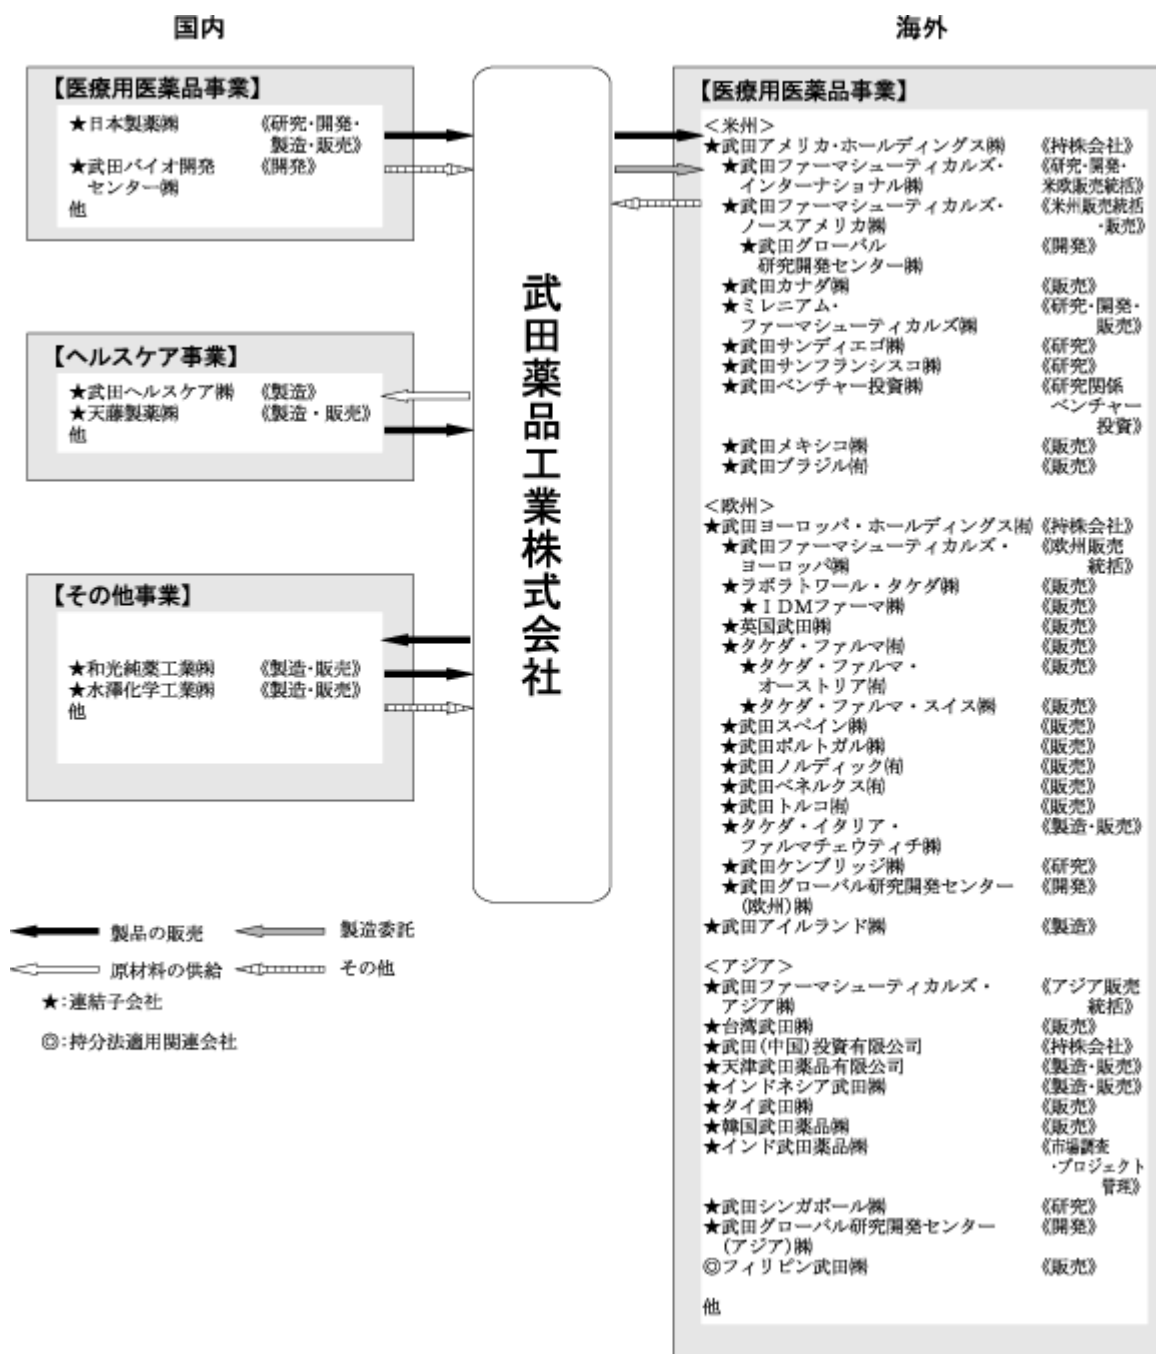 国内
海外
【医療用医薬品事業】
★日本製薬㈱ 《研究・開発・
製造・販売》
★武田バイオ開発 《開発》
センター㈱
他
【ヘルスケア事業】
★武田ヘルスケア㈱ 《製造》
★天藤製薬㈱ 《製造・販売》
他
【その他事業】
★和光純薬工業㈱ 《製造・販売》
★水澤化学工業㈱ 《製造・販売》
他
武田薬品工業株式会社
【医療用医薬品事業】
＜米州＞
★武田アメリカ・ホールディングス㈱ 《持株会社》
★武田ファーマシューティカルズ・ 《研究・開発・
インターナショナル㈱ 米欧販売統括》
★武田ファーマシューティカルズ・ 《米州販売統括
ノースアメリカ㈱ ・販売》
★武田グローバル 《開発》
研究開発センター㈱
★武田カナダ㈱ 《販売》
★ミレニアム・ 《研究・開発・
ファーマシューティカルズ㈱ 販売》
★武田サンディエゴ㈱ 《研究》
★武田サンフランシスコ㈱ 《研究》
★武田ベンチャー投資㈱ 《研究関係
ベンチャー
投資》
★武田メキシコ㈱ 《販売》
★武田ブラジル㈲ 《販売》
＜欧州＞
★武田ヨーロッパ・ホールディングス㈲ 《持株会社》
★武田ファーマシューティカルズ・ 《欧州販売
ヨーロッパ㈱ 統括》
★ラボラトワール・タケダ㈱ 《販売》
★ＩＤＭファーマ㈱ 《販売》
★英国武田㈱ 《販売》
★タケダ・ファルマ㈲ 《販売》
★タケダ・ファルマ・ 《販売》
オーストリア㈲
★タケダ・ファルマ・スイス㈱ 《販売》
★武田スペイン㈱ 《販売》
★武田ポルトガル㈱ 《販売》
★武田ノルディック㈲ 《販売》
★武田ベネルクス㈲ 《販売》
★武田トルコ㈲ 《販売》
★タケダ・イタリア・ 《製造・販売》
ファルマチェウティチ㈱
★武田ケンブリッジ㈱ 《研究》
★武田グローバル研究開発センター 《開発》
(欧州)㈱
★武田アイルランド㈱ 《製造》
＜アジア＞
★武田ファーマシューティカルズ・ 《アジア販売
アジア㈱ 統括》
★台湾武田㈱ 《販売》
★武田(中国)投資有限公司 《持株会社》
★天津武田薬品有限公司 《製造・販売》
★インドネシア武田㈱ 《製造・販売》
★タイ武田㈱ 《販売》
★韓国武田薬品㈱ 《販売》
★インド武田薬品㈱ 《市場調査
・プロジェクト
管理》
★武田シンガポール㈱ 《研究》
★武田グローバル研究開発センター 《開発》
(アジア)㈱
◎フィリピン武田㈱ 《販売》
他
製品の販売 製造委託
原材料の供給 その他
★：連結子会社
◎：持分法適用関連会社